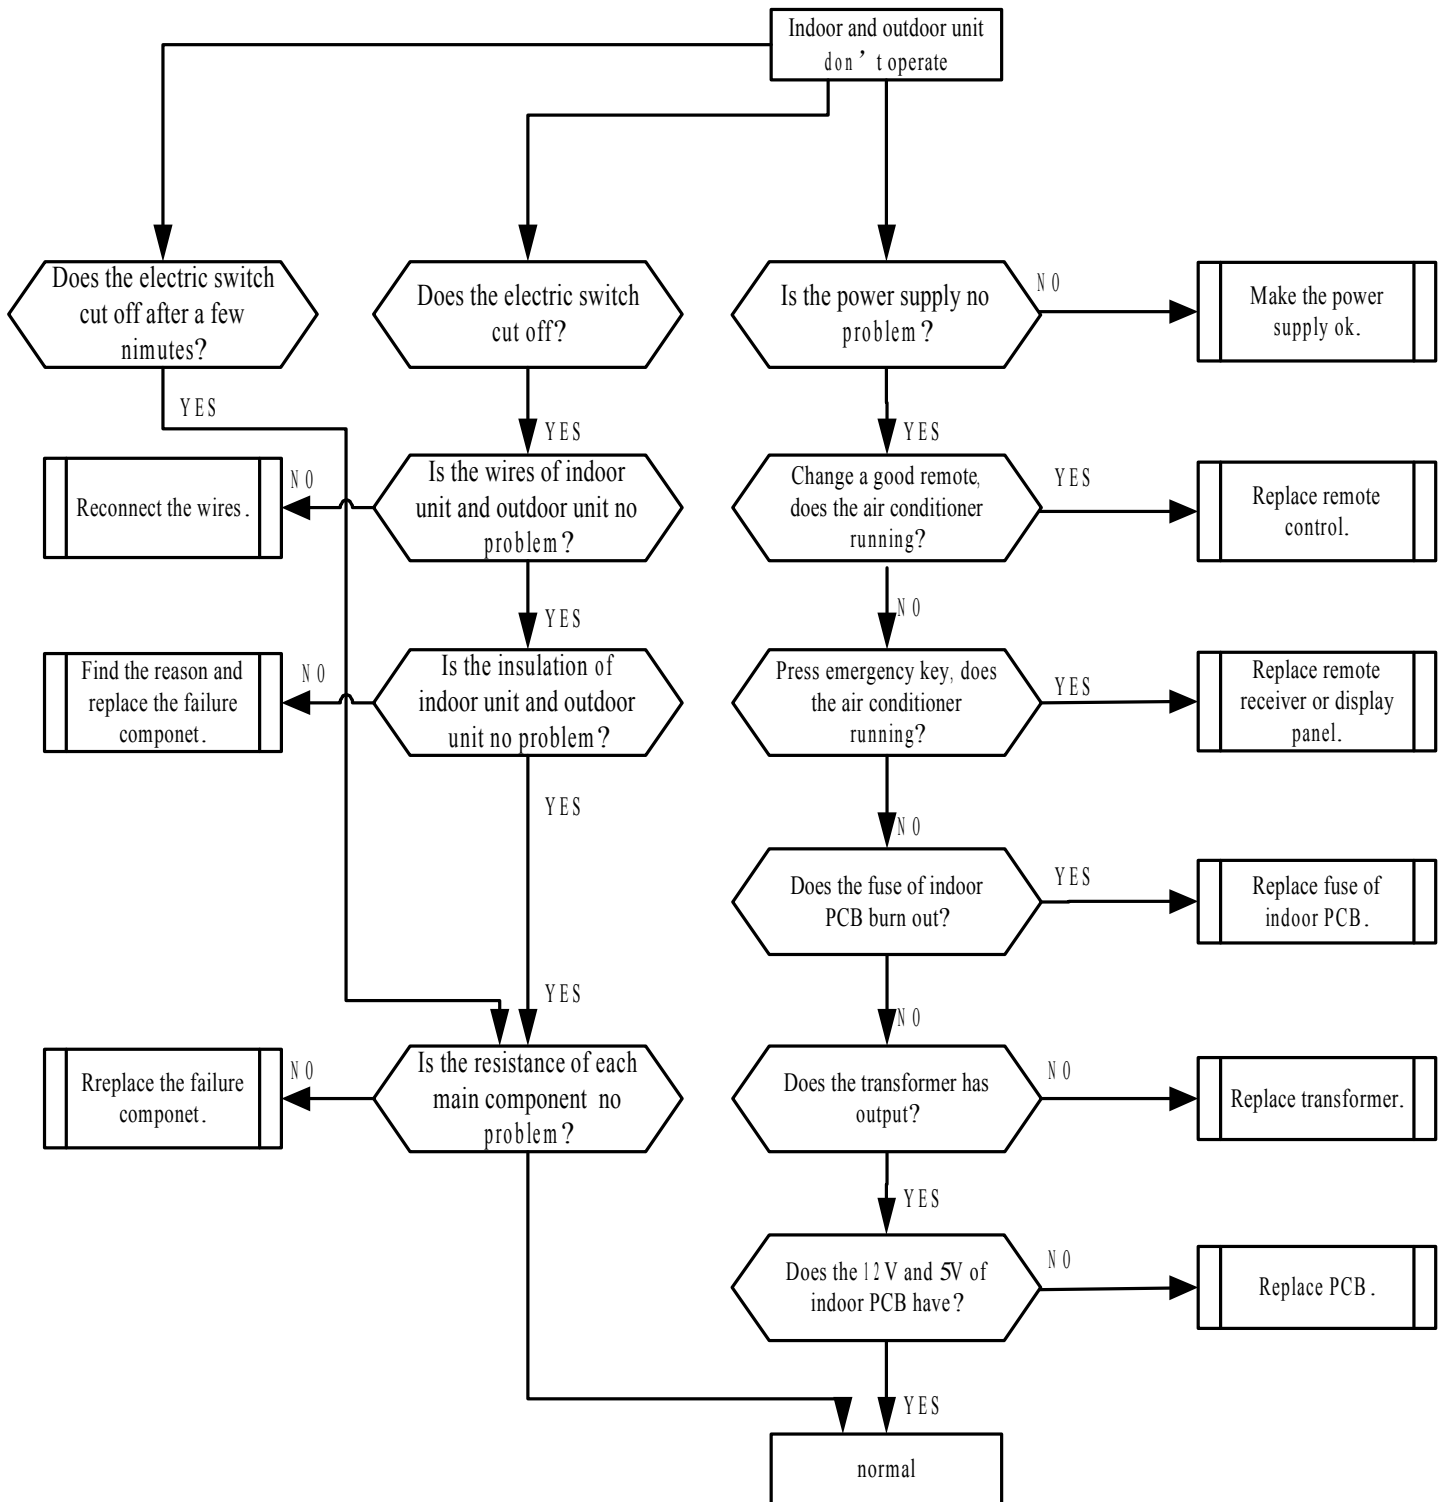 Indoor and outdoor unit
don’t operate
Does the electric switch
cut off after a few
nimutes?
Does the electric switch
cut off?
Is the power supply no
problem?
NO
Make the power
supply ok.
YES
YES
YES
Reconnect the wires.
NO
Is the wires of indoor
unit and outdoor unit no
problem?
Change a good remote,
does the air conditioner
running?
YES
Replace remote
control.
YES
NO
Find the reason and
replace the failure
componet.
NO
Is the insulation of
indoor unit and outdoor
unit no problem?
Press emergency key, does
the air conditioner
running?
YES
Replace remote
receiver or display
panel.
YES
NO
Does the fuse of indoor
PCB burn out?
YES
Replace fuse of
indoor PCB.
YES
NO
Rreplace the failure
componet.
NO
Is the resistance of each
main component no
problem?
Does the transformer has
output?
NO
Replace transformer.
YES
Does the 12V and 5V of
indoor PCB have?
NO
Replace PCB.
YES
normal